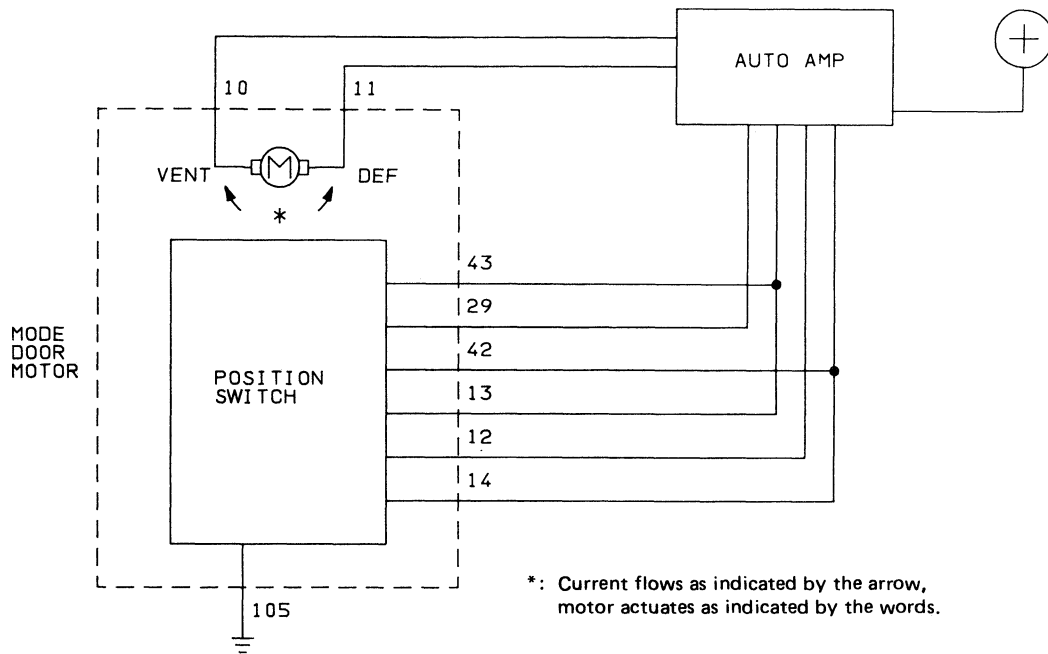 AUTO AMP
10
11
VENT
M
DEF
*
43
29
42
13
12
14
MODE
DOOR
MOTOR
POSITION
SWITCH
105
*: Current flows as indicated by the arrow,
motor actuates as indicated by the words.